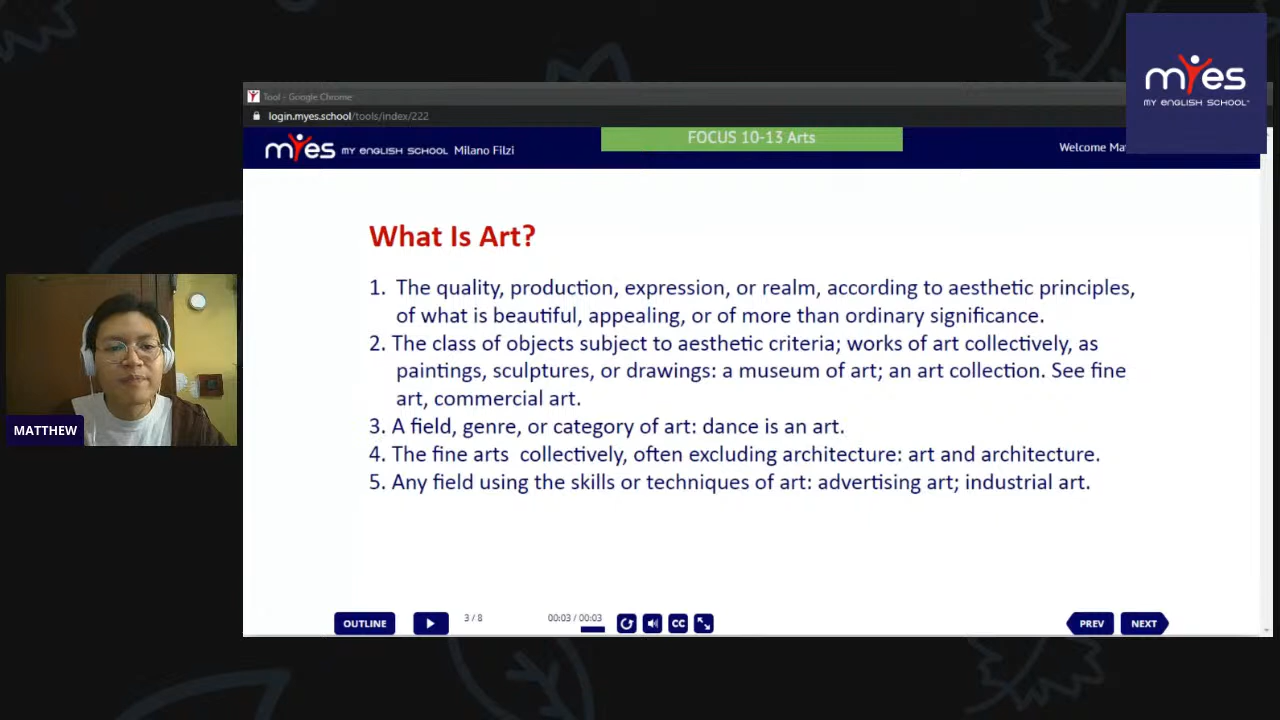 myes
MY ENGLISH SCHOOL
Tool - Google Chrome
login.myes.school/tools/index/222
myes MY ENGLISH SCHOOL Milano Filzi
FOCUS 10-13 Arts
Welcome Ma
What Is Art?
1. The quality, production, expression, or realm, according to aesthetic principles,
of what is beautiful, appealing, or of more than ordinary significance.
2. The class of objects subject to aesthetic criteria; works of art collectively, as
paintings, sculptures, or drawings: a museum of art; an art collection. See fine
art, commercial art.
3. A field, genre, or category of art: dance is an art.
4. The fine arts collectively, often excluding architecture: art and architecture.
5. Any field using the skills or techniques of art: advertising art; industrial art.
MATTHEW
OUTLINE
3 / 8
00:03 / 00:03
CC
PREV
NEXT